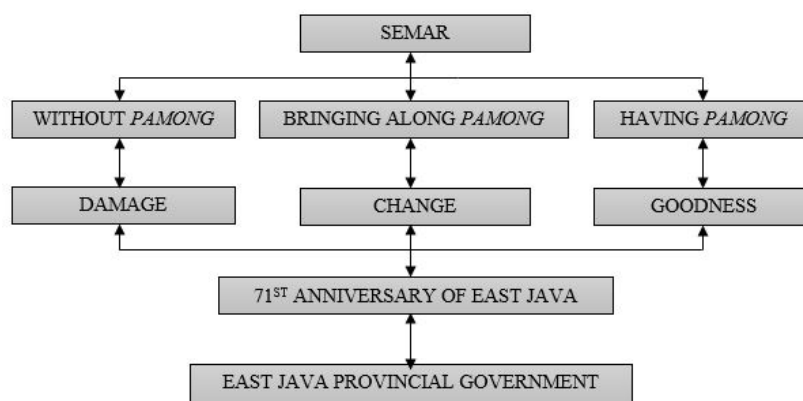 SEMAR
WITHOUT PAMONG
BRINGING ALONG PAMONG
HAVING PAMONG
DAMAGE
CHANGE
GOODNESS
71ST ANNIVERSARY OF EAST JAVA
EAST JAVA PROVINCIAL GOVERNMENT